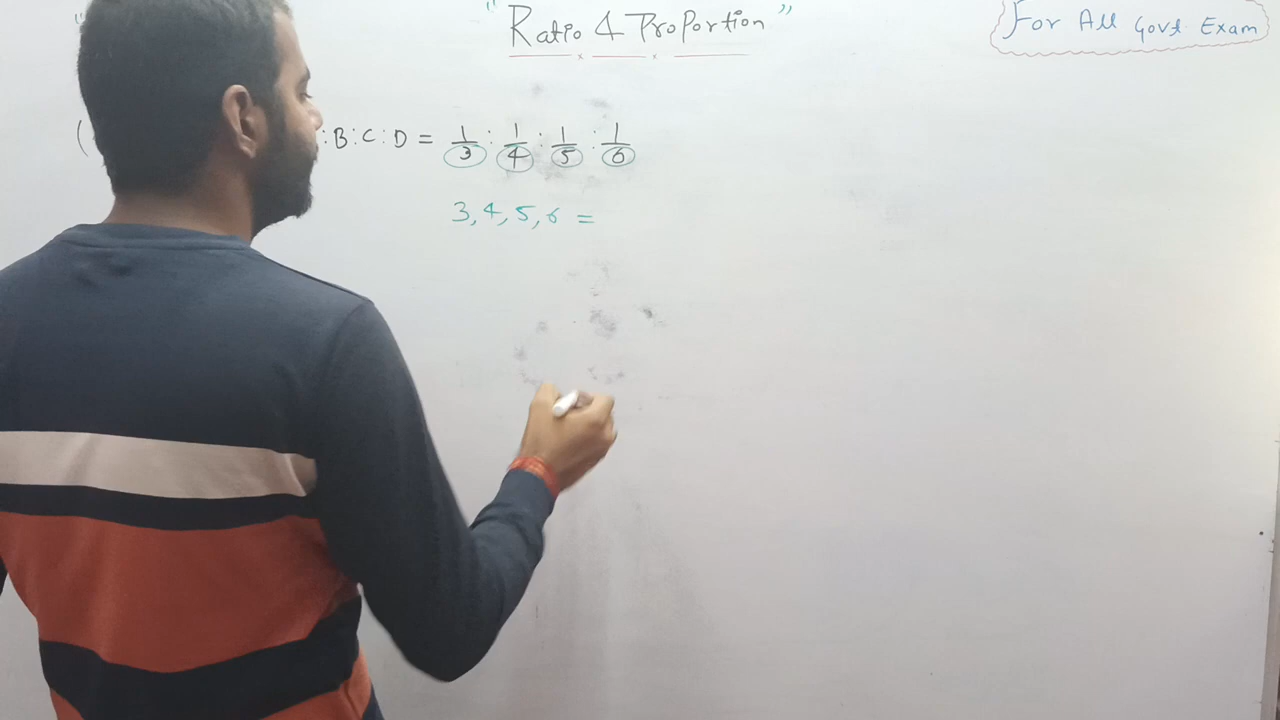 " Ratio & Proportion "
For All Govt Exam
( :B:C:D = 1/3 : 1/4 : 1/5 : 1/6
3, 4, 5, 6 =